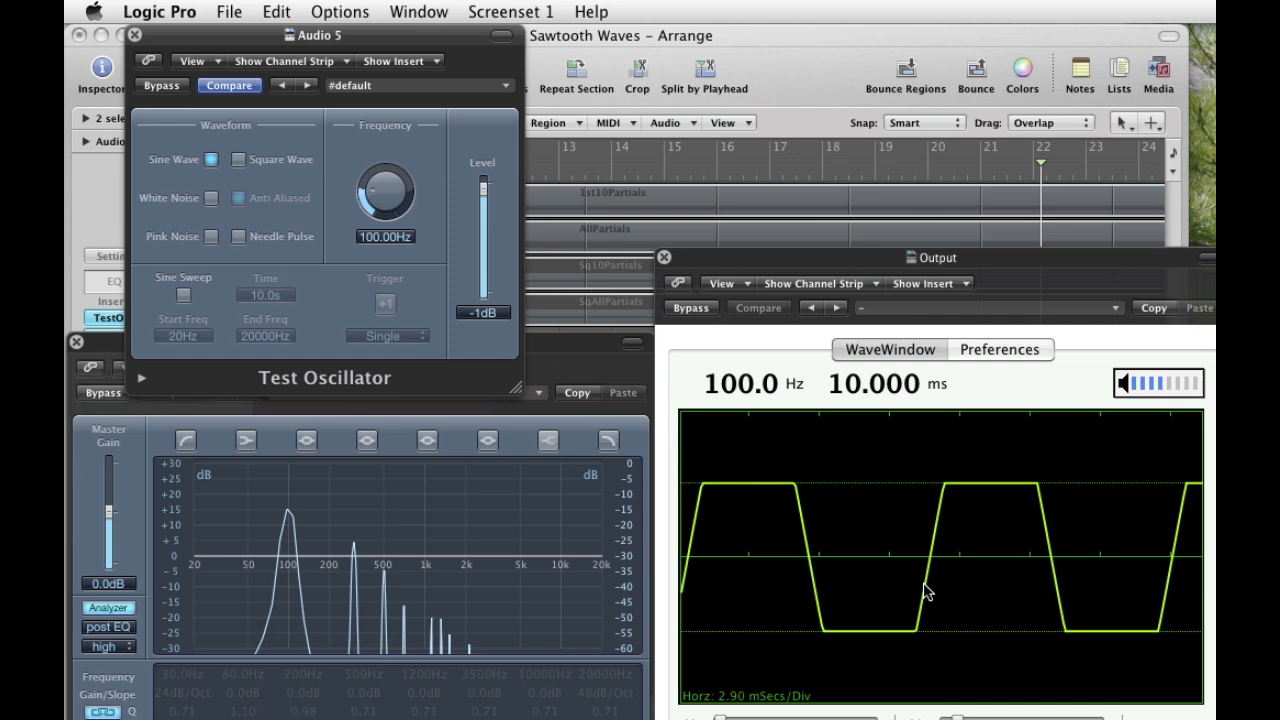 Logic Pro File Edit Options Window Screenset 1 Help
Audio 5
Sawtooth Waves – Arrange
View Show Channel Strip Show Insert
Inspector
Repeat Section Crop Split by Playhead Bounce Regions Bounce Colors Notes Lists Media
Bypass Compare #default
2 sele
Region MIDI Audio View Snap: Smart Drag: Overlap
Audio
13 14 15 16 17 18 19 20 21 22 23 24
Waveform Frequency
Sine Wave Square Wave
Level
White Noise Anti Aliased
Pink Noise Needle Pulse
100.00Hz
1st10Partials
AllPartials
Sq10Partials
SqAllPartials
Settin
EQ
Inser
TestO
Sine Sweep Time Trigger
10.0s +1
Start Freq End Freq
20Hz 20000Hz Single
-1dB
Test Oscillator
Output
View Show Channel Strip Show Insert
Bypass Compare – Copy Paste
WaveWindow Preferences
100.0 Hz 10.000 ms
Horz: 2.90 mSecs/Div
Bypass Copy Paste
Master
Gain
0.0dB
Analyzer
post EQ
high
dB dB
+30 0
+25 -5
+20 -10
+15 -15
+10 -20
+ 5 -25
0 -30
- 5 -35
-10 -40
-15 -45
-20 -50
-25 -55
-30 -60
20 50 100 200 500 1k 2k 5k 10k 20k
Frequency 30.0Hz 80.0Hz 200Hz 500Hz 1200Hz 3500Hz 10000Hz 20000Hz
Gain/Slope 24dB/Oct 0.0dB 0.0dB 0.0dB 0.0dB 0.0dB 0.0dB 48dB/Oct
Q 0.71 1.10 0.98 0.71 0.71 0.71 0.71 0.71